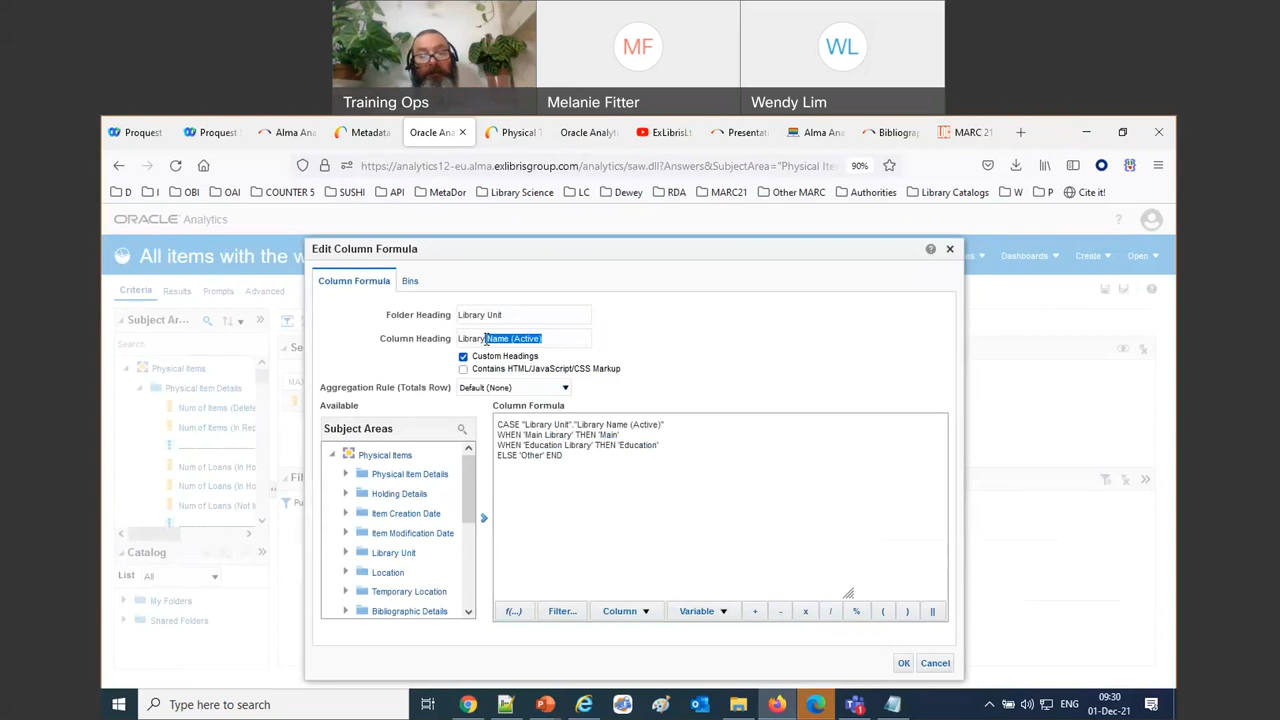 MF
WL
Training Ops
Melanie Fitter
Wendy Lim
Proquest
Proquest
Alma Ana
Metadata
Oracle Ana
Physical T
Oracle Analyti
ExLibrisLt
Presentati
Alma Ana
Bibliograp
MARC 21
https://analytics12-eu.alma.exlibrisgroup.com/analytics/saw.dll?Answers&SubjectArea="Physical Ite
90%
D
I
OBI
OAI
COUNTER 5
SUSHI
API
MetaDor
Library Science
LC
Dewey
RDA
MARC21
Other MARC
Authorities
Library Catalogs
W
P
Cite it!
ORACLE Analytics
All items with the w
Dashboards
Create
Open
Criteria
Results
Prompts
Advanced
Subject Ar...
Search
Physical Items
Physical Item Details
Num of Items (Delete
Num of Items (In Rep
Num of Loans (In Ho
Num of Loans (In Ho
Num of Loans (Not In
Catalog
List
All
My Folders
Shared Folders
Edit Column Formula
Column Formula
Bins
Folder Heading
Library Unit
Column Heading
Library Name (Active)
Custom Headings
Contains HTML/JavaScript/CSS Markup
Aggregation Rule (Totals Row)
Default (None)
Available
Subject Areas
Physical Items
Physical Item Details
Holding Details
Item Creation Date
Item Modification Date
Library Unit
Location
Temporary Location
Bibliographic Details
Column Formula
CASE "Library Unit"."Library Name (Active)"
WHEN 'Main Library' THEN 'Main'
WHEN 'Education Library' THEN 'Education'
ELSE 'Other' END
f(...)
Filter...
Column
Variable
+
-
x
/
%
(
)
||
OK
Cancel
Type here to search
ENG
09:30
01-Dec-21